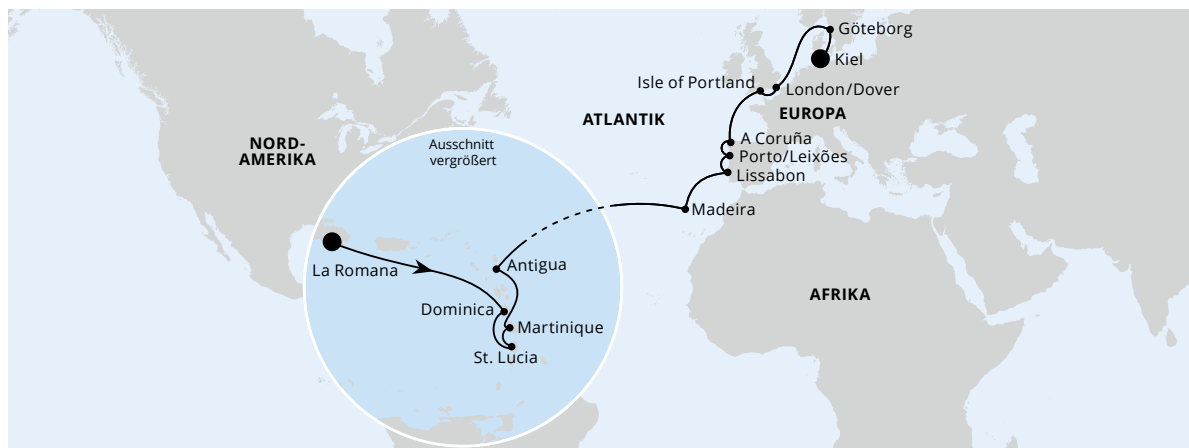 Göteborg
Kiel
Isle of Portland
London/Dover
EUROPA
ATLANTIK
NORD-
AMERIKA
Ausschnitt
vergrößert
A Coruña
Porto/Leixões
Lissabon
Madeira
La Romana
Antigua
AFRIKA
Dominica
Martinique
St. Lucia